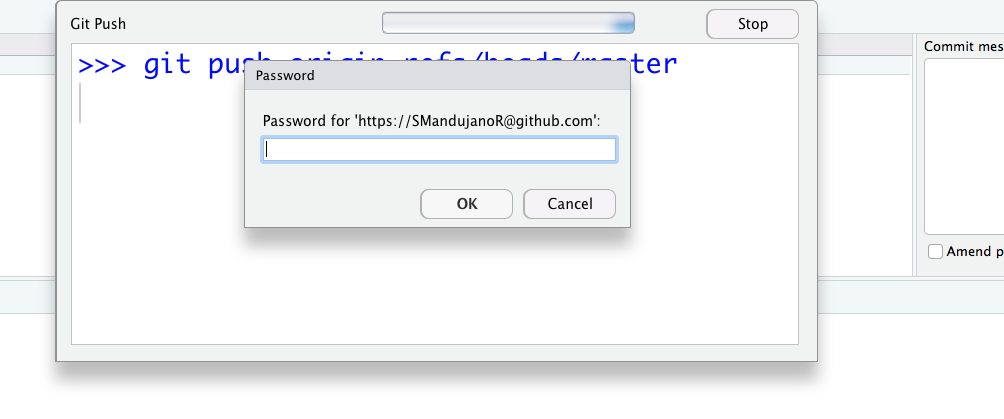 Git Push
Stop
Commit mes
>>> git push origin refs/heads/master
Password
Password for 'https://SMandujanoR@github.com':
OK
Cancel
Amend p